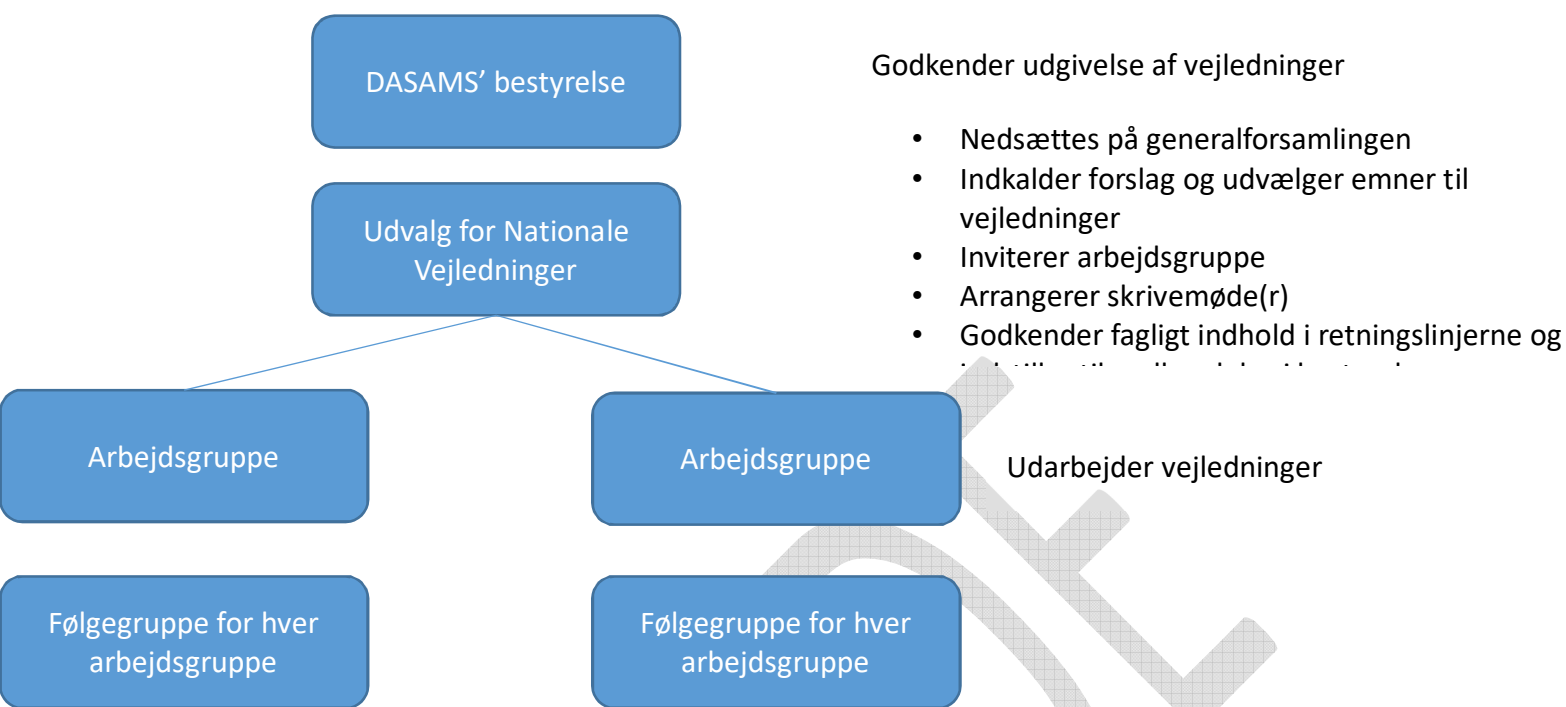 DASAMS’ bestyrelse
Godkender udgivelse af vejledninger
Udvalg for Nationale
Vejledninger
• Nedsættes på generalforsamlingen
• Indkalder forslag og udvælger emner til
vejledninger
• Inviterer arbejdsgruppe
• Arrangerer skrivemøde(r)
• Godkender fagligt indhold i retningslinjerne og
Arbejdsgruppe
Arbejdsgruppe
Udarbejder vejledninger
Følgegruppe for hver
arbejdsgruppe
Følgegruppe for hver
arbejdsgruppe